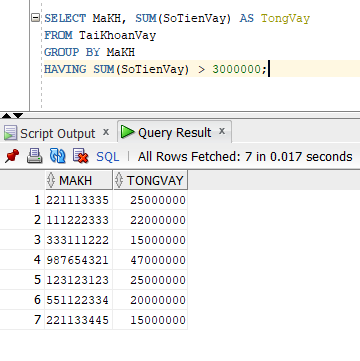 SELECT MaKH, SUM(SoTienVay) AS TongVay
FROM TaiKhoanVay
GROUP BY MaKH
HAVING SUM(SoTienVay) > 3000000;
Script Output x Query Result x
SQL | All Rows Fetched: 7 in 0.017 seconds
MAKH TONGVAY
1 221113335 25000000
2 111222333 22000000
3 333111222 15000000
4 987654321 47000000
5 123123123 25000000
6 551122334 20000000
7 221133445 15000000